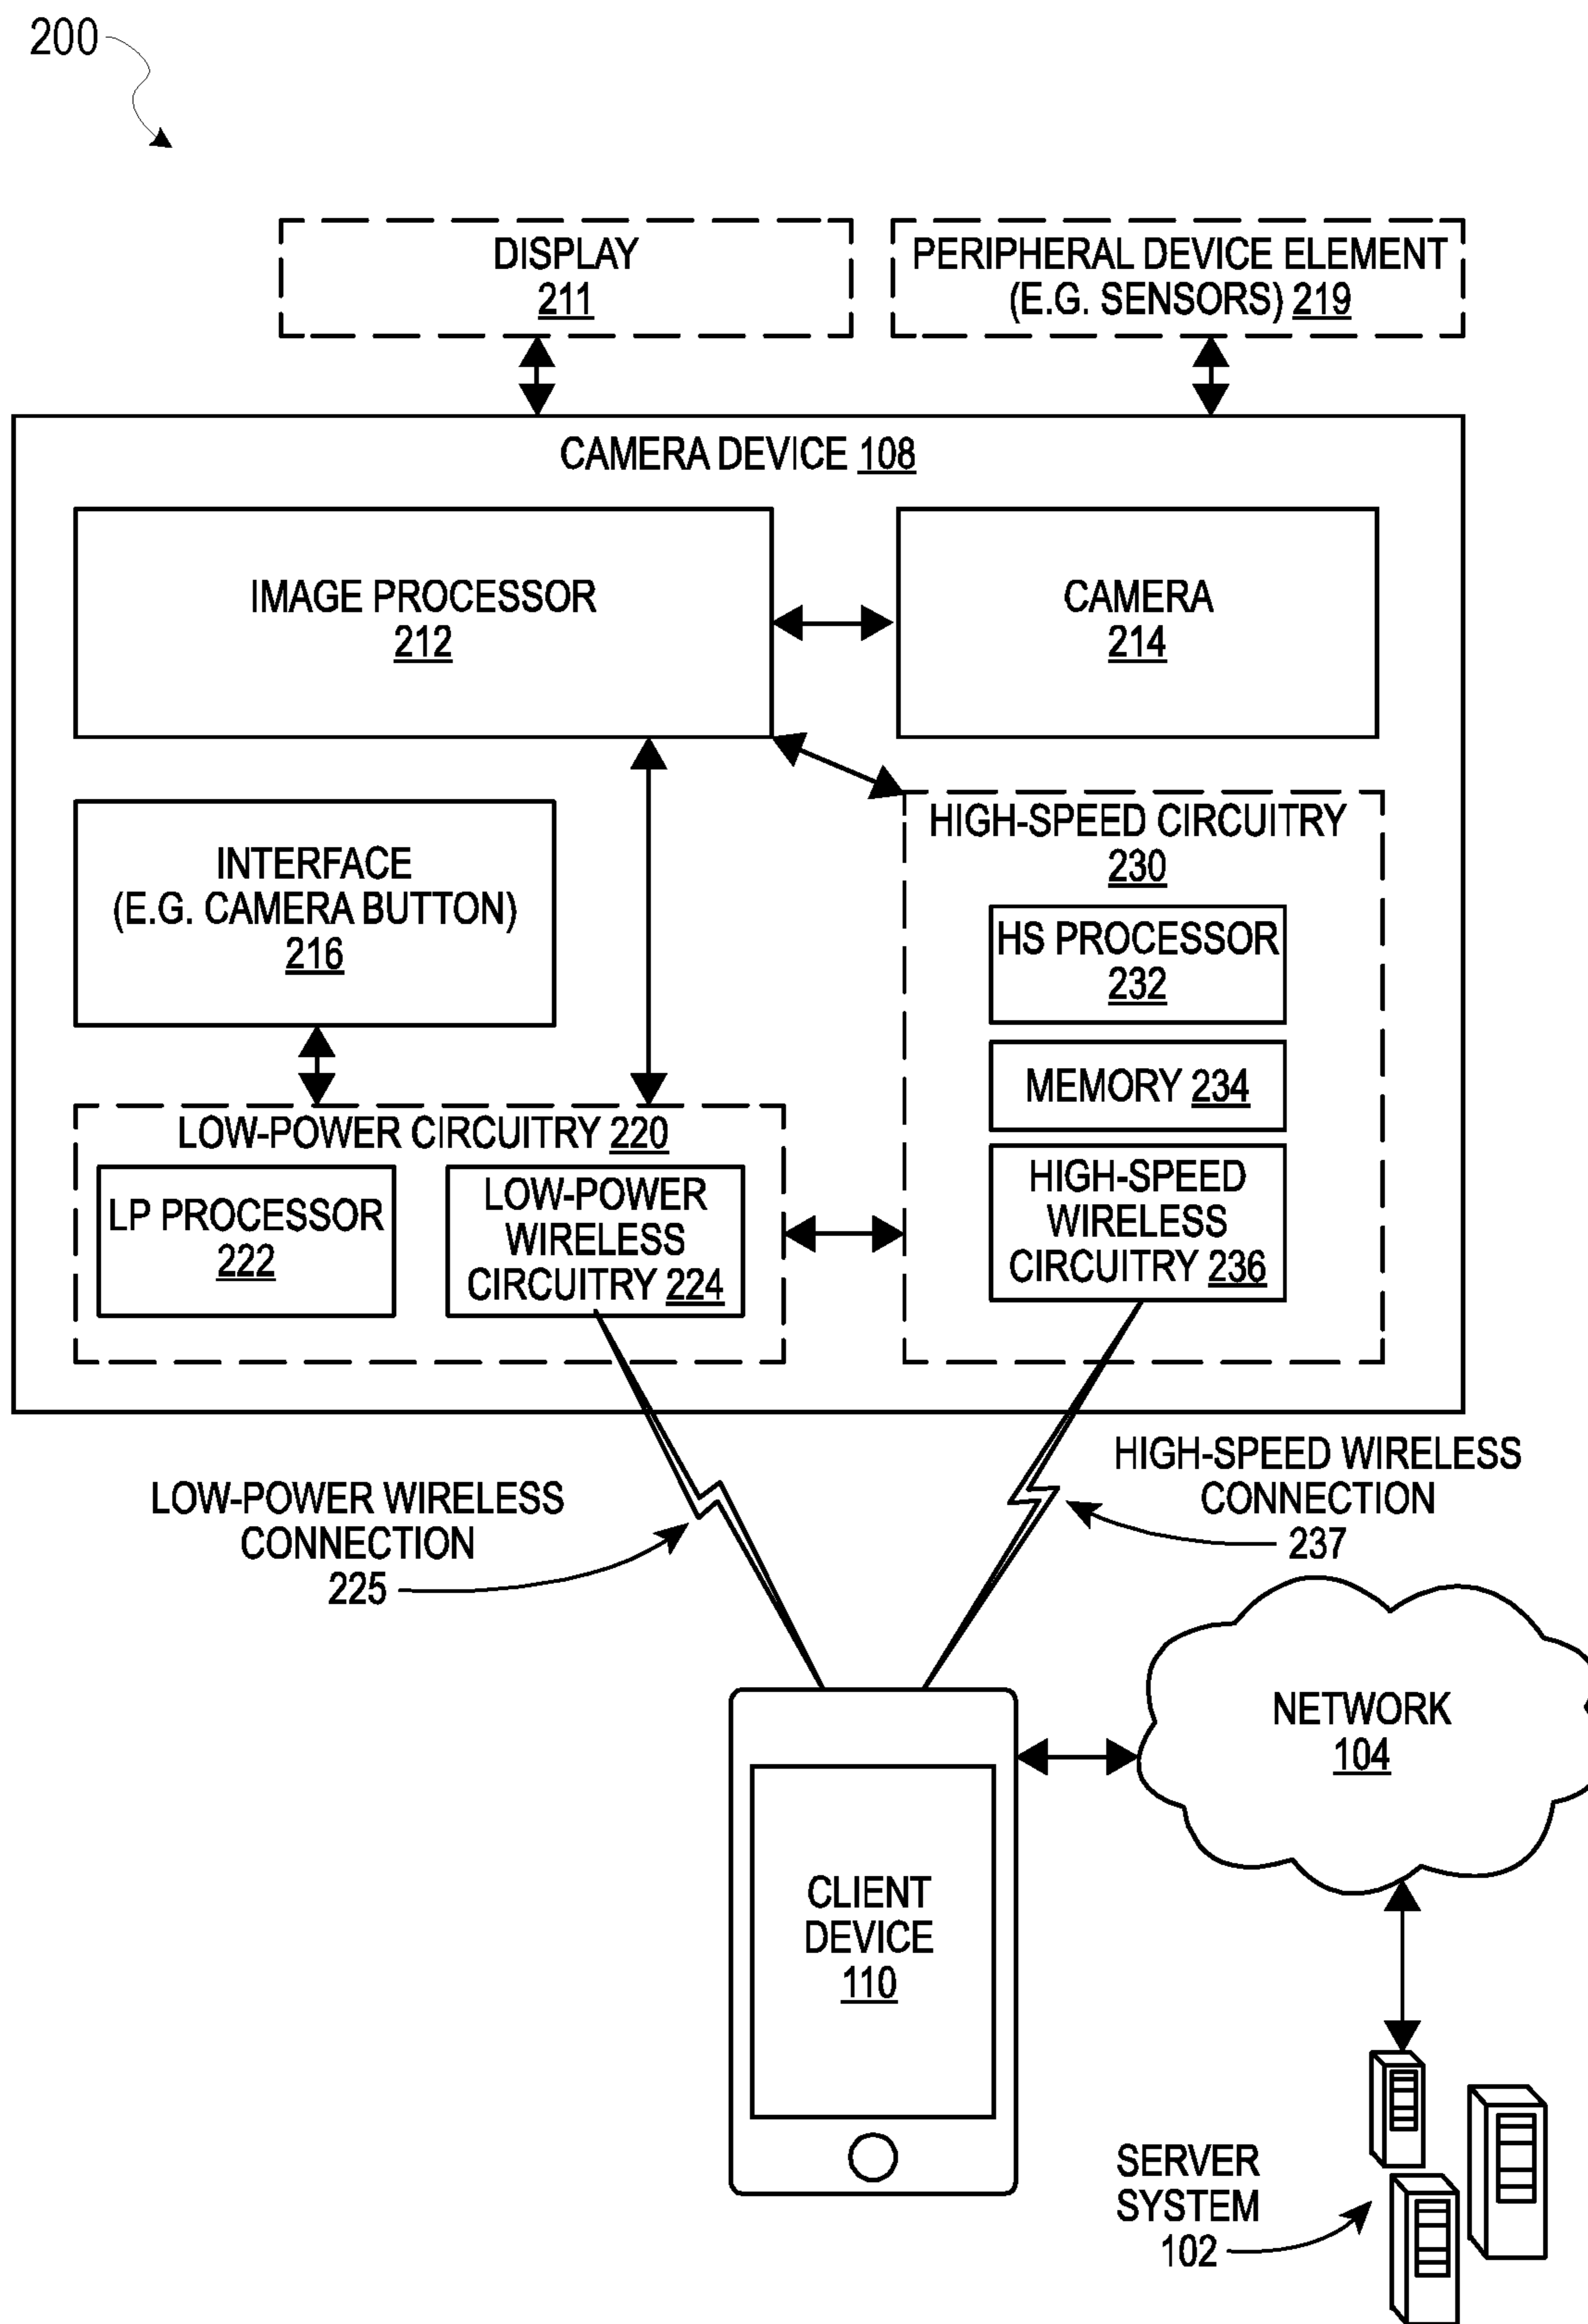 200
DISPLAY
211
PERIPHERAL DEVICE ELEMENT
(E.G. SENSORS) 219
CAMERA DEVICE 108
IMAGE PROCESSOR
212
CAMERA
214
INTERFACE
(E.G. CAMERA BUTTON)
216
HIGH-SPEED CIRCUITRY
230
HS PROCESSOR
232
MEMORY 234
HIGH-SPEED
WIRELESS
CIRCUITRY 236
LOW-POWER CIRCUITRY 220
LP PROCESSOR
222
LOW-POWER
WIRELESS
CIRCUITRY 224
LOW-POWER WIRELESS
CONNECTION
225
HIGH-SPEED WIRELESS
CONNECTION
237
NETWORK
104
CLIENT
DEVICE
110
SERVER
SYSTEM
102